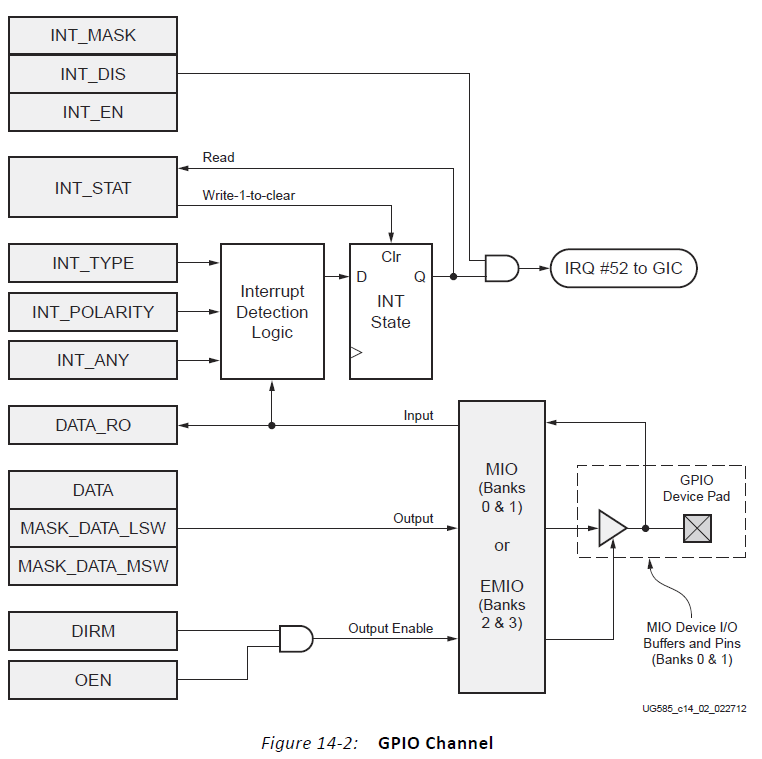 INT_MASK
INT_DIS
INT_EN
INT_STAT
Read
Write-1-to-clear
INT_TYPE
INT_POLARITY
INT_ANY
Interrupt
Detection
Logic
Clr
D
Q
INT
State
IRQ #52 to GIC
DATA_RO
Input
DATA
MASK_DATA_LSW
MASK_DATA_MSW
Output
DIRM
OEN
Output Enable
MIO
(Banks
0 & 1)
or
EMIO
(Banks
2 & 3)
GPIO
Device Pad
MIO Device I/O
Buffers and Pins
(Banks 0 & 1)
UG585_c14_02_022712
Figure 14-2: GPIO Channel